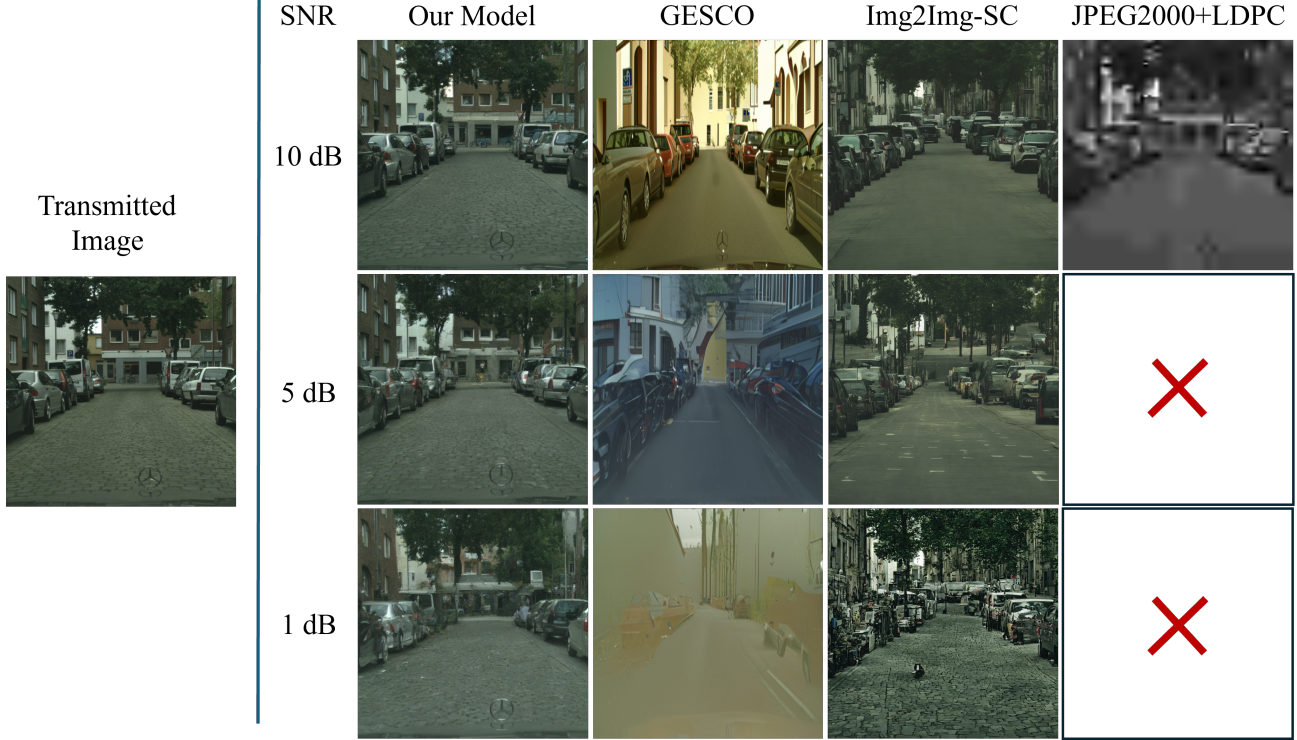 SNR
Our Model
GESCO
Img2Img-SC
JPEG2000+LDPC
10 dB
Transmitted
Image
5 dB
1 dB